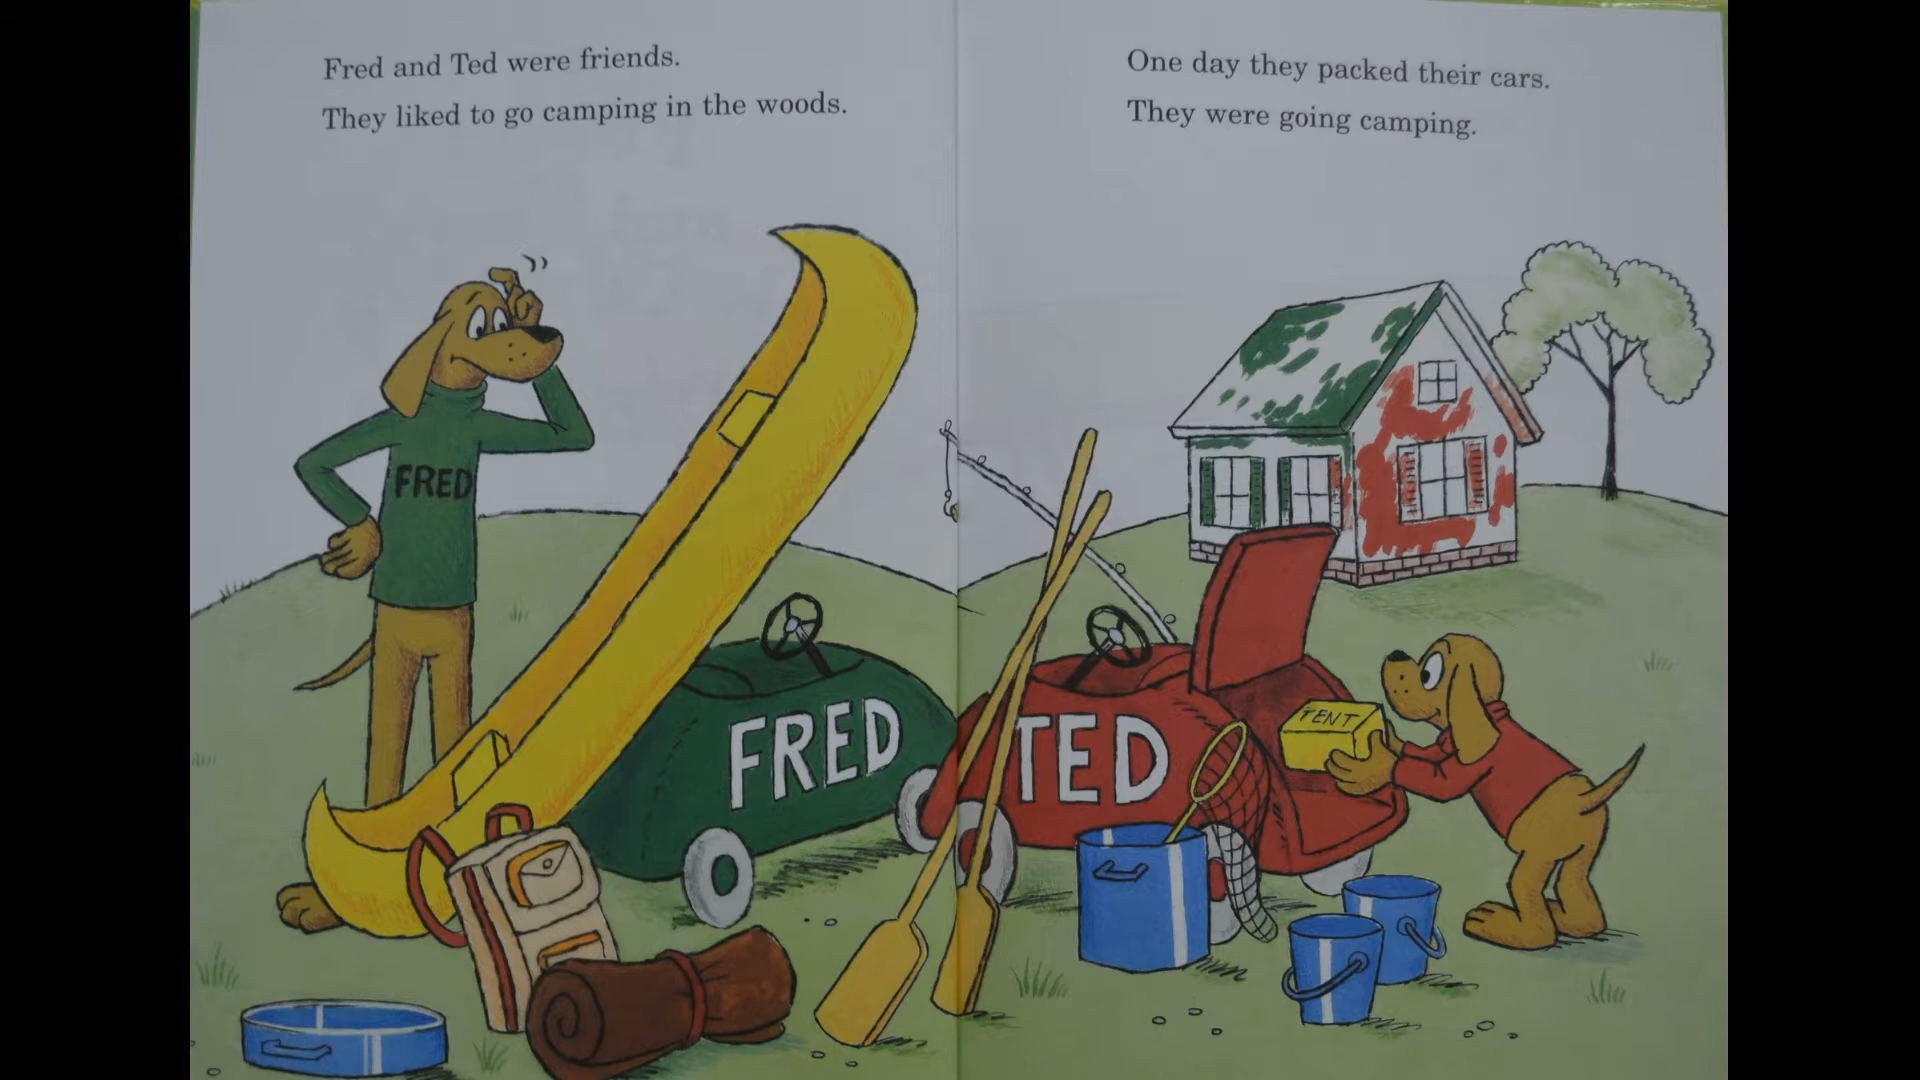 Fred and Ted were friends.
They liked to go camping in the woods.
One day they packed their cars.
They were going camping.
FRED
FRED
TED
TENT